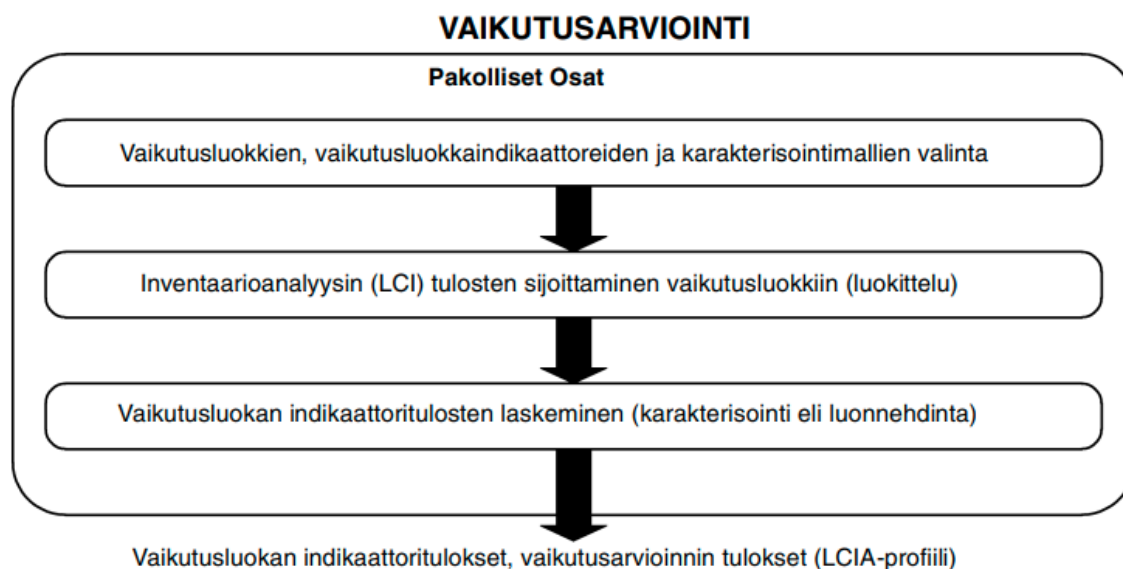 VAIKUTUSARVIOINTI
Pakolliset Osat
Vaikutusluokkien, vaikutusluokkaindikaattoreiden ja karakterisointimallien valinta
Inventaarioanalyysin (LCI) tulosten sijoittaminen vaikutusluokkiin (luokittelu)
Vaikutusluokan indikaattoritulosten laskeminen (karakterisointi eli luonnehdinta)
Vaikutusluokan indikaattoritulokset, vaikutusarvioinnin tulokset (LCIA-profiili)